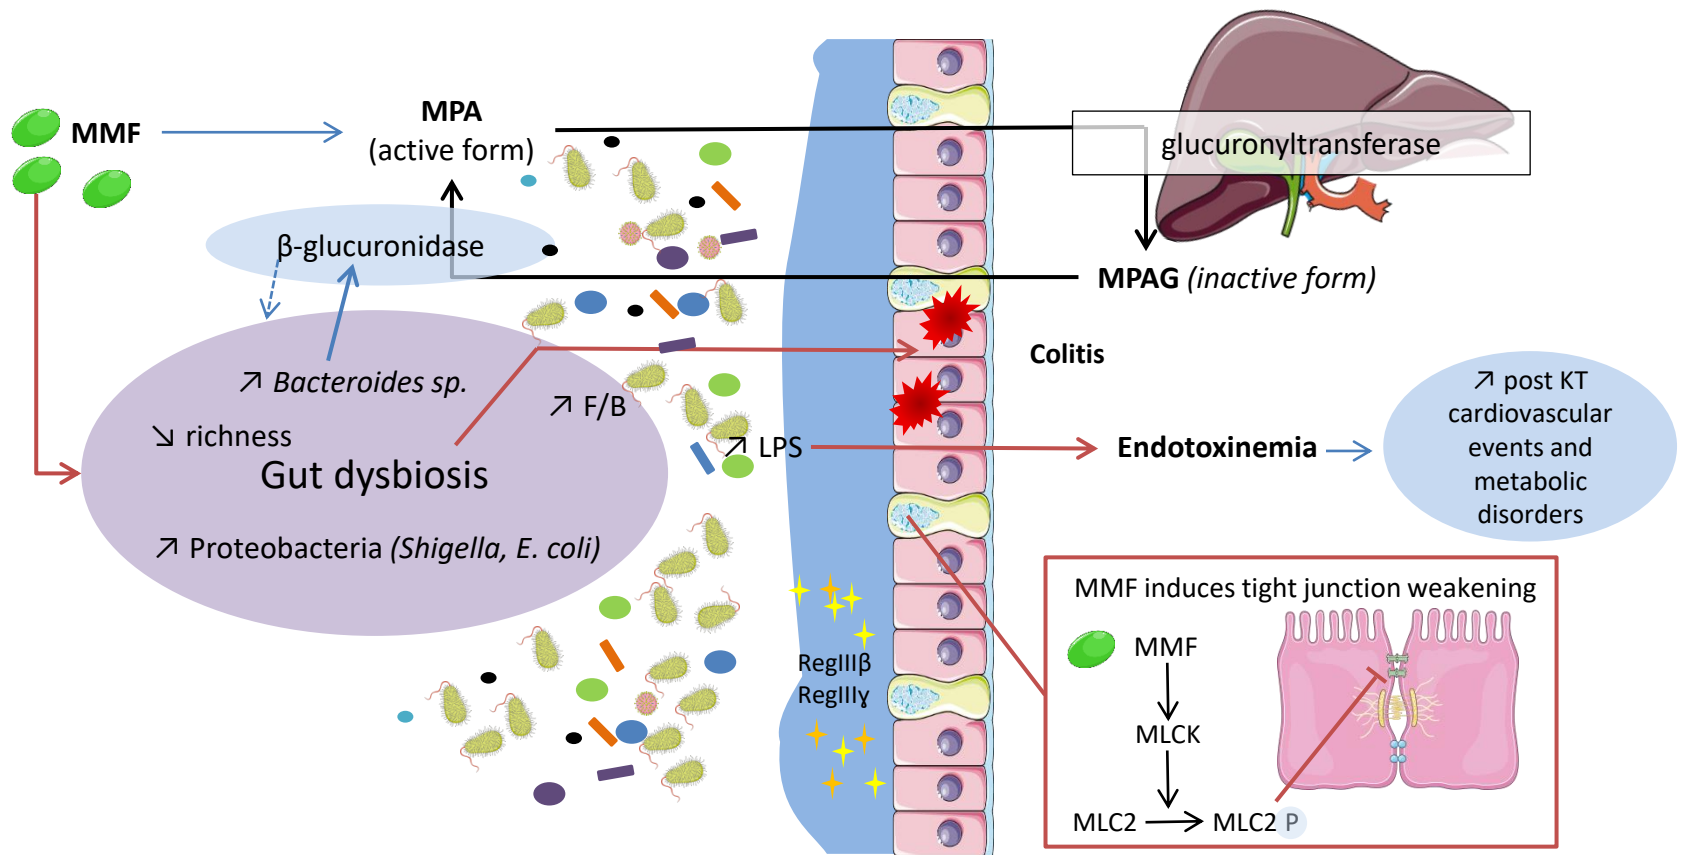 MMF
MPA
(active form)
glucuronyltransferase
β-glucuronidase
MPAG (inactive form)
Colitis
↗ Bacteroides sp.
↗ F/B
↘ richness
Gut dysbiosis
↗ LPS
Endotoxinemia
↗ post KT
cardiovascular
events and
metabolic
disorders
↗ Proteobacteria (Shigella, E. coli)
RegIIIβ
RegIIIγ
MMF induces tight junction weakening
MMF
MLCK
MLC2
MLC2 P